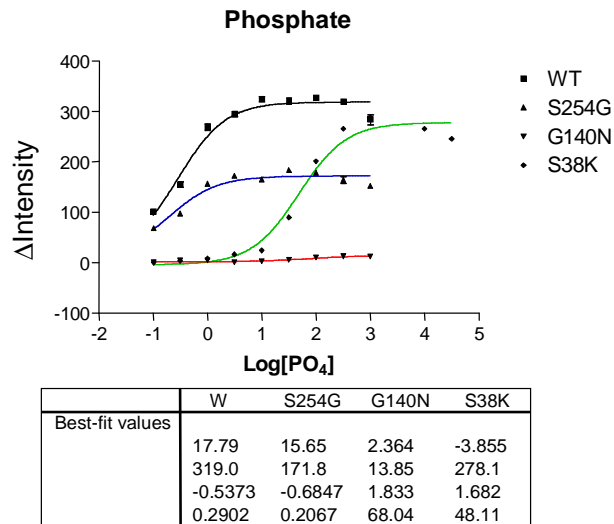 Phosphate
400
300
200
100
0
-100
ΔIntensity
-2 -1 0 1 2 3 4 5
Log[PO4]
WT
S254G
G140N
S38K
W S254G G140N S38K
Best-fit values
17.79 15.65 2.364 -3.855
319.0 171.8 13.85 278.1
-0.5373 -0.6847 1.833 1.682
0.2902 0.2067 68.04 48.11